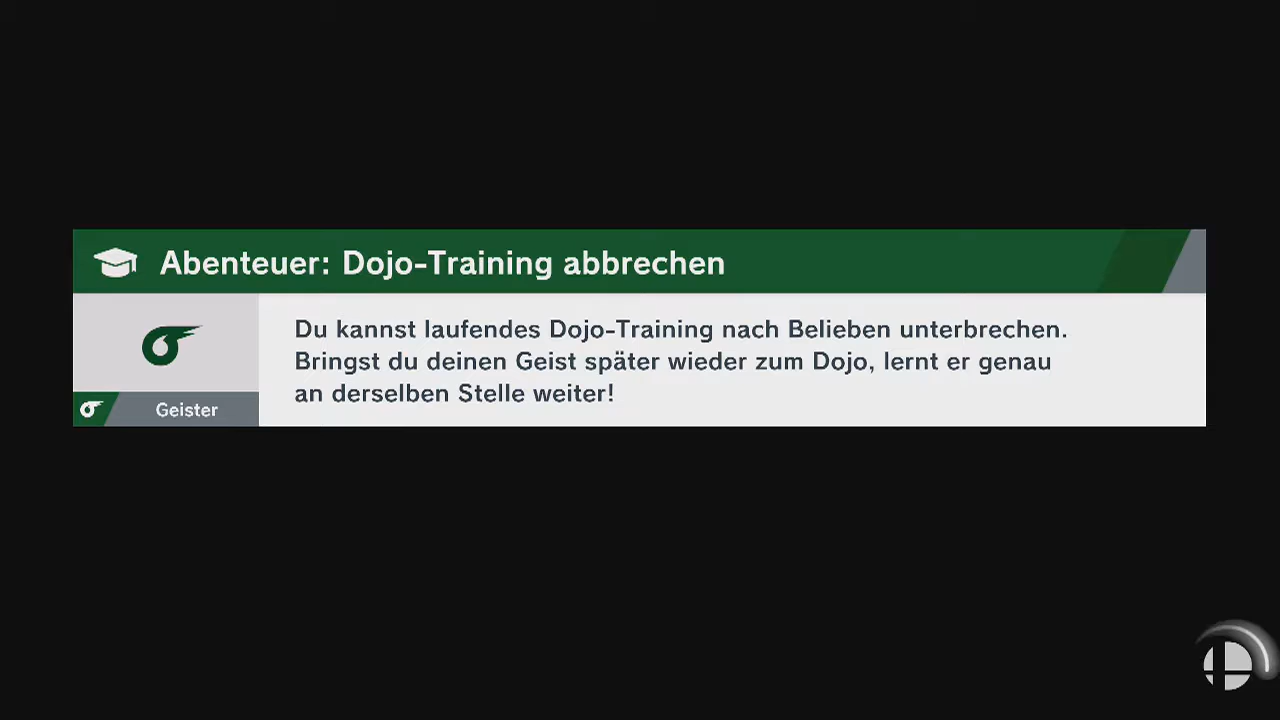 Abenteuer: Dojo-Training abbrechen
Du kannst laufendes Dojo-Training nach Belieben unterbrechen.
Bringst du deinen Geist später wieder zum Dojo, lernt er genau
an derselben Stelle weiter!
Geister